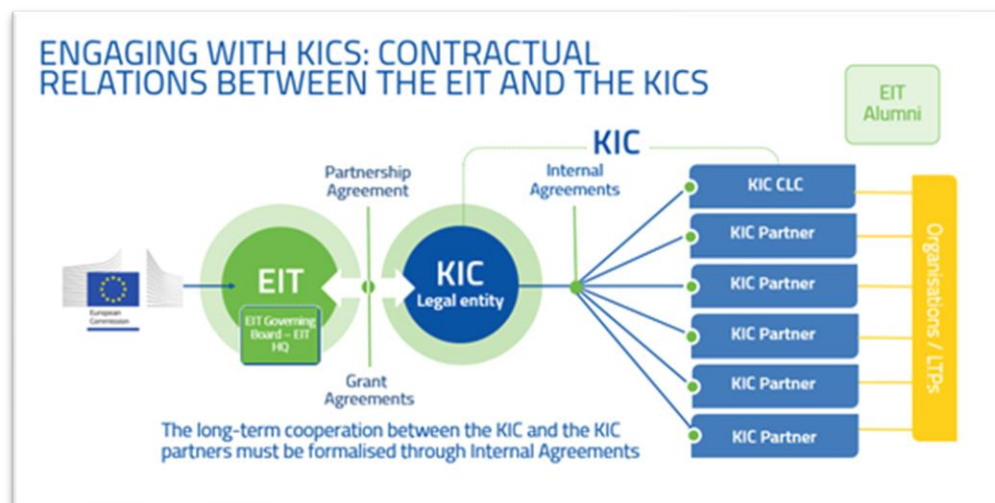 ENGAGING WITH KICS: CONTRACTUAL
RELATIONS BETWEEN THE EIT AND THE KICS
EIT
Alumni
KIC
Partnership
Agreement
Internal
Agreements
KIC CLC
KIC Partner
KIC Partner
KIC Partner
KIC Partner
KIC Partner
Organisations / LTPs
European
Commission
EIT
EIT Governing
Board – EIT
HQ
KIC
Legal entity
Grant
Agreements
The long-term cooperation between the KIC and the KIC
partners must be formalised through Internal Agreements